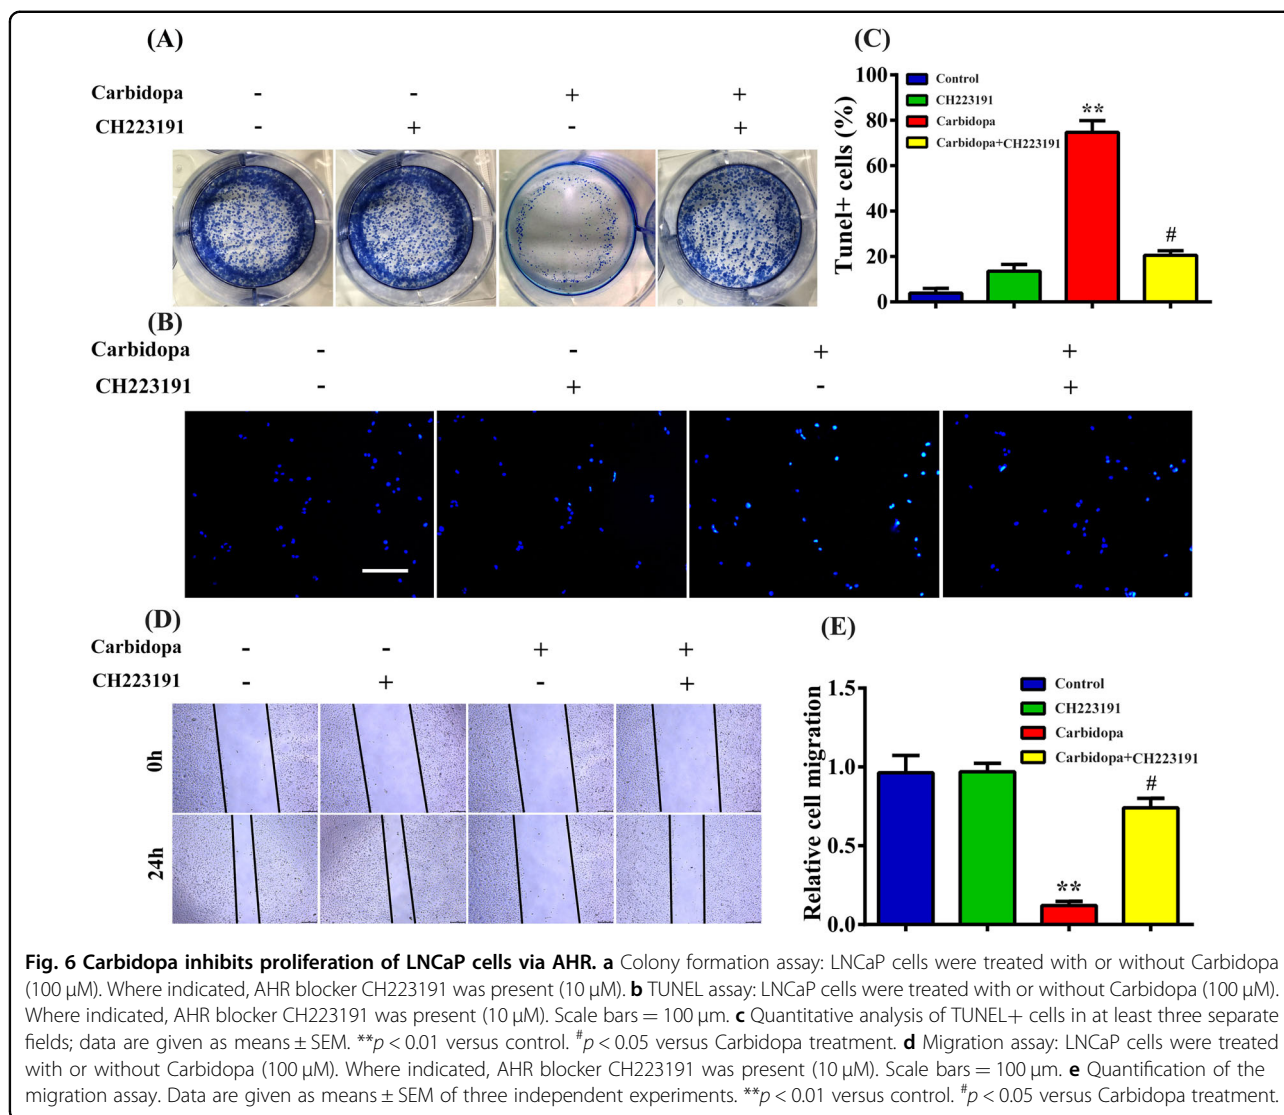 (A)
Carbidopa - - + +
CH223191 - + - +
(C)
100
80
60
40
20
0
Tunel+ cells (%)
Control
CH223191
Carbidopa
Carbidopa+CH223191
**
#
(B)
Carbidopa - - + +
CH223191 - + - +
(D)
Carbidopa - - + +
CH223191 - + - +
0h
24h
(E)
1.5
1.0
0.5
0.0
Relative cell migration
Control
CH223191
Carbidopa
Carbidopa+CH223191
**
#
Fig. 6 Carbidopa inhibits proliferation of LNCaP cells via AHR. a Colony formation assay: LNCaP cells were treated with or without Carbidopa
(100 µM). Where indicated, AHR blocker CH223191 was present (10 µM). b TUNEL assay: LNCaP cells were treated with or without Carbidopa (100 µM).
Where indicated, AHR blocker CH223191 was present (10 µM). Scale bars = 100 µm. c Quantitative analysis of TUNEL+ cells in at least three separate
fields; data are given as means ± SEM. **p < 0.01 versus control. #p < 0.05 versus Carbidopa treatment. d Migration assay: LNCaP cells were treated
with or without Carbidopa (100 µM). Where indicated, AHR blocker CH223191 was present (10 µM). Scale bars = 100 µm. e Quantification of the
migration assay. Data are given as means ± SEM of three independent experiments. **p < 0.01 versus control. #p < 0.05 versus Carbidopa treatment.